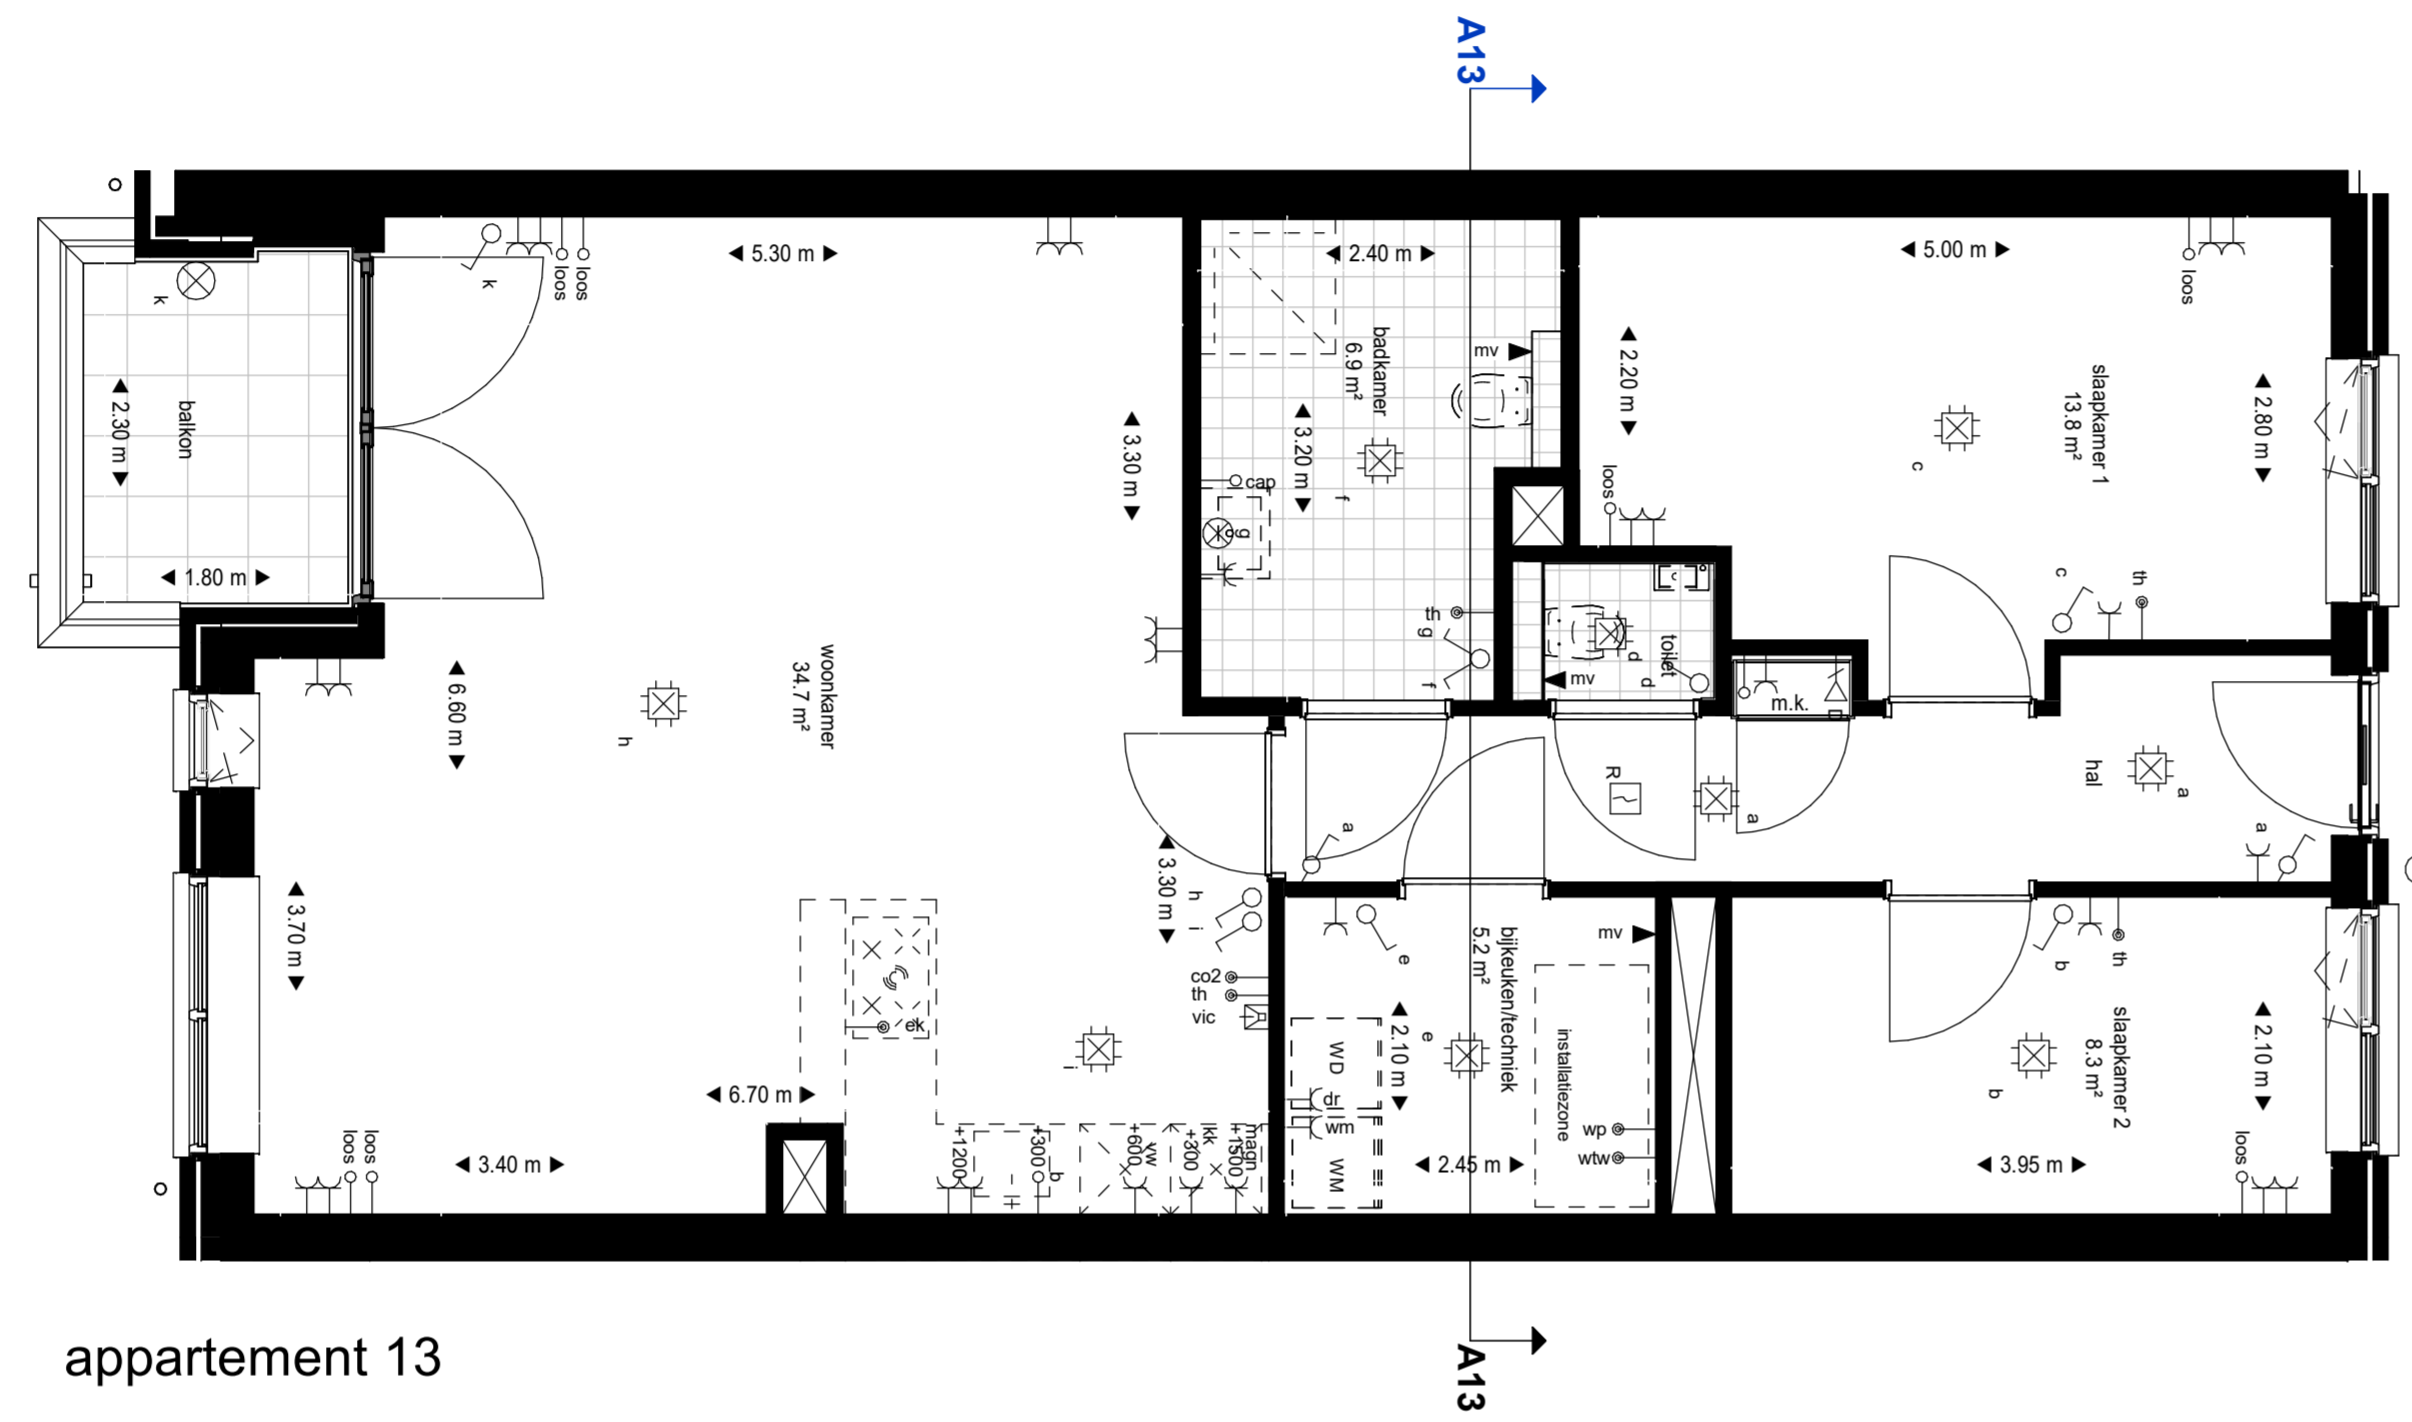 A13
k
loos
loos
5.30 m
2.40 m
5.00 m
loos
k
balkon
2.30 m
1.80 m
3.30 m
badkamer
6.9 m²
mv
3.20 m
f
cap
g
th
g
f
2.20 m
slaapkamer 1
13.8 m²
2.80 m
c
loos
c
th
toilet
d
d
mv
m.k.
woonkamer
34.7 m²
6.60 m
h
hal
a
R
a
a
a
3.70 m
3.30 m
h
i
co2
th
vic
ek
i
6.70 m
3.40 m
loos
loos
+1200
+300
b
+600
vw
+300
kk
+1500
magn
bijkeuken/techniek
5.2 m²
mv
e
e
2.10 m
WD
dr
wm
WM
installatiezone
wp
wtw
2.45 m
b
th
slaapkamer 2
8.3 m²
2.10 m
b
loos
3.95 m
A13
appartement 13